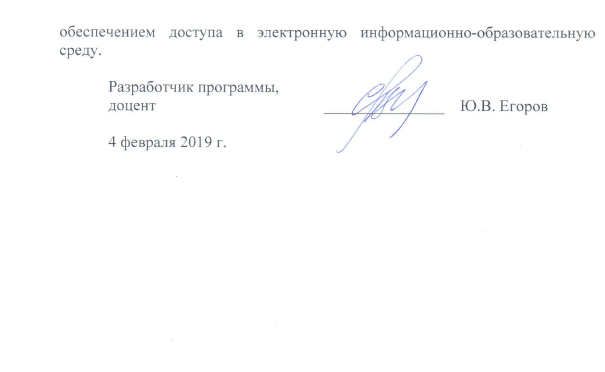 обеспечением доступа в электронную информационно-образовательную
среду.
Разработчик программы,
доцент Ю.В. Егоров
4 февраля 2019 г.